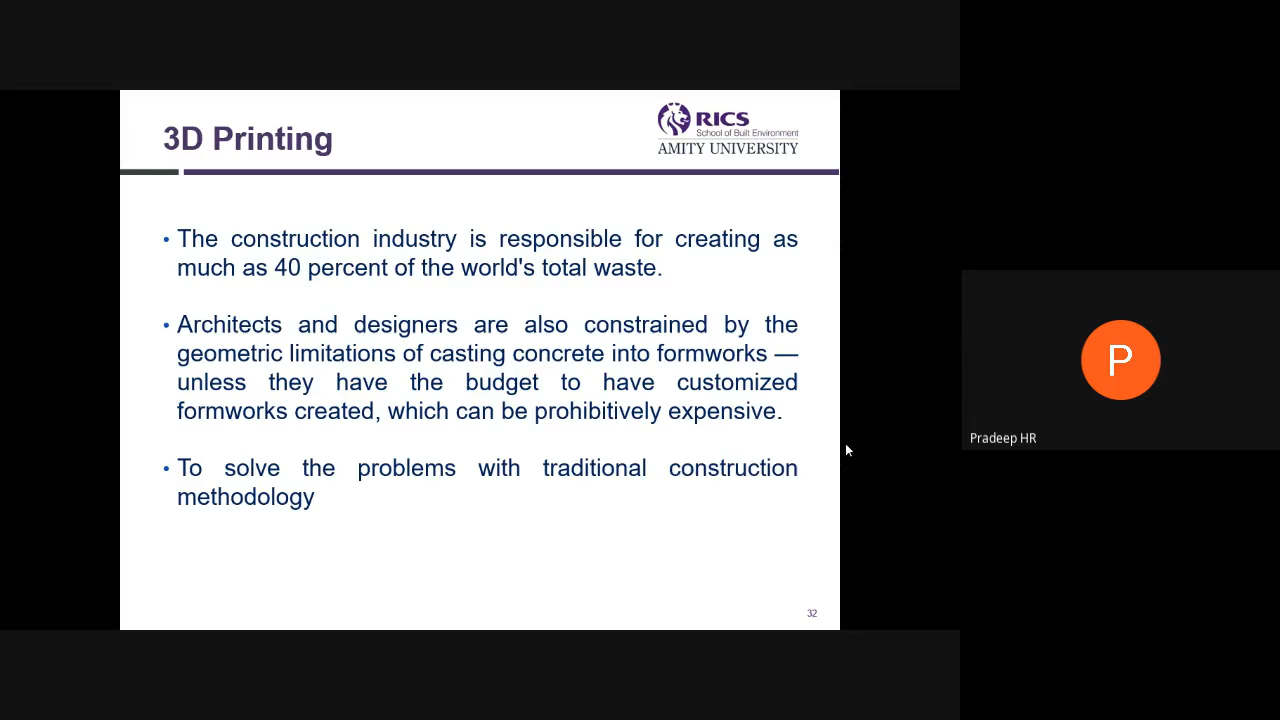 3D Printing
RICS
School of Built Environment
AMITY UNIVERSITY
• The construction industry is responsible for creating as
much as 40 percent of the world's total waste.
• Architects and designers are also constrained by the
geometric limitations of casting concrete into formworks —
unless they have the budget to have customized
formworks created, which can be prohibitively expensive.
• To solve the problems with traditional construction
methodology
32
P
Pradeep HR